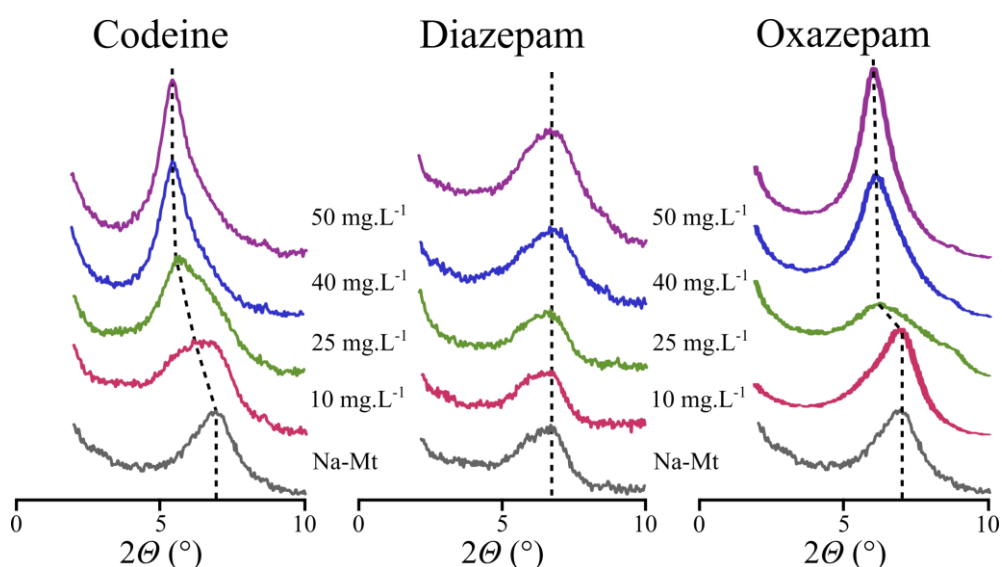 Codeine
Diazepam
Oxazepam
50 mg.L⁻¹
40 mg.L⁻¹
25 mg.L⁻¹
10 mg.L⁻¹
Na-Mt
50 mg.L⁻¹
40 mg.L⁻¹
25 mg.L⁻¹
10 mg.L⁻¹
Na-Mt
0 5 10
0 5 10
0 5 10
2Θ (°)
2Θ (°)
2Θ (°)